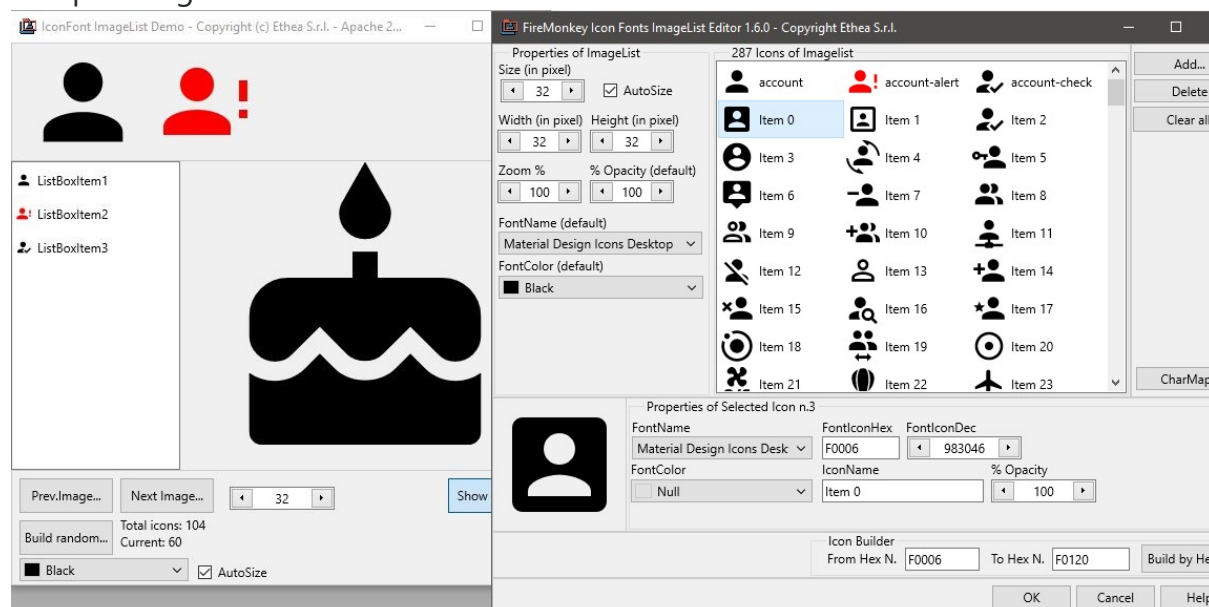 IconFont ImageList Demo - Copyright (c) Ethea S.r.l. - Apache 2...
ListBoxItem1
ListBoxItem2
ListBoxItem3
Prev.Image...
Next Image...
32
Show
Build random...
Total icons: 104
Current: 60
Black
AutoSize
FireMonkey Icon Fonts ImageList Editor 1.6.0 - Copyright Ethea S.r.l.
Properties of ImageList
Size (in pixel)
32
AutoSize
Width (in pixel) Height (in pixel)
32 32
Zoom % % Opacity (default)
100 100
FontName (default)
Material Design Icons Desktop
FontColor (default)
Black
287 Icons of Imagelist
account account-alert account-check
Item 0 Item 1 Item 2
Item 3 Item 4 Item 5
Item 6 Item 7 Item 8
Item 9 Item 10 Item 11
Item 12 Item 13 Item 14
Item 15 Item 16 Item 17
Item 18 Item 19 Item 20
Item 21 Item 22 Item 23
Add...
Delete
Clear all
CharMap
Properties of Selected Icon n.3
FontName FontIconHex FontIconDec
Material Design Icons Desk F0006 983046
FontColor IconName % Opacity
Null Item 0 100
Icon Builder
From Hex N. F0006 To Hex N. F0120 Build by He
OK Cancel Help